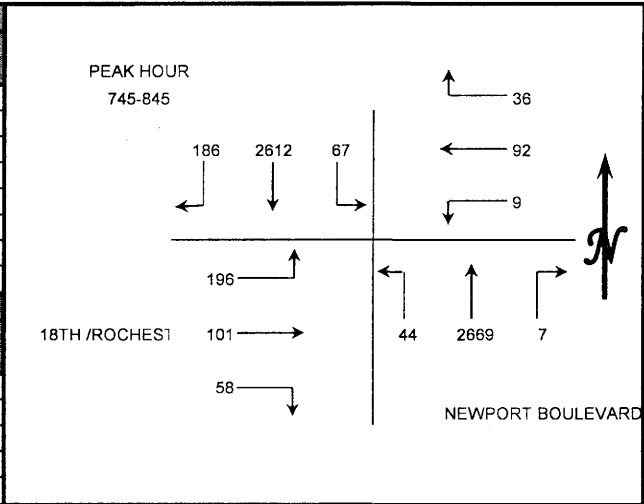 PEAK HOUR
745-845
36
186 2612 67
92
9
N
196
18TH /ROCHEST 101
44 2669 7
58
NEWPORT BOULEVARD